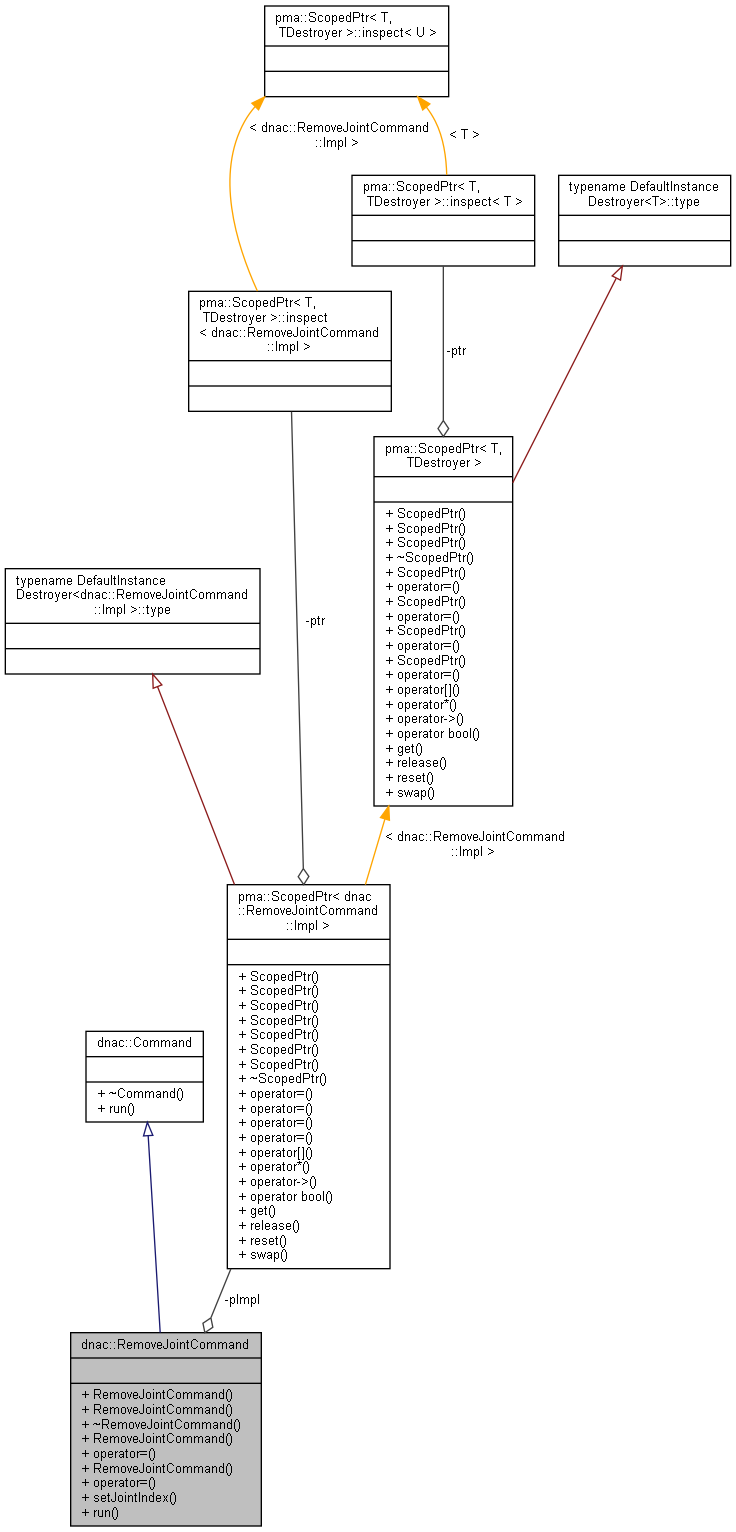 pma::ScopedPtr< T,
TDestroyer >::inspect< U >
< dnac::RemoveJointCommand
::Impl >
< T >
pma::ScopedPtr< T,
TDestroyer >::inspect< T >
typename DefaultInstance
Destroyer<T>::type
pma::ScopedPtr< T,
TDestroyer >::inspect
< dnac::RemoveJointCommand
::Impl >
-ptr
pma::ScopedPtr< T,
TDestroyer >
+ ScopedPtr()
+ ScopedPtr()
+ ScopedPtr()
+ ~ScopedPtr()
+ ScopedPtr()
+ operator=()
+ ScopedPtr()
+ operator=()
+ ScopedPtr()
+ operator=()
+ ScopedPtr()
+ operator=()
+ operator[]()
+ operator*()
+ operator->()
+ operator bool()
+ get()
+ release()
+ reset()
+ swap()
typename DefaultInstance
Destroyer<dnac::RemoveJointCommand
::Impl >::type
-ptr
< dnac::RemoveJointCommand
::Impl >
pma::ScopedPtr< dnac
::RemoveJointCommand
::Impl >
+ ScopedPtr()
+ ScopedPtr()
+ ScopedPtr()
+ ScopedPtr()
+ ScopedPtr()
+ ScopedPtr()
+ ScopedPtr()
+ ~ScopedPtr()
+ operator=()
+ operator=()
+ operator=()
+ operator=()
+ operator[]()
+ operator*()
+ operator->()
+ operator bool()
+ get()
+ release()
+ reset()
+ swap()
dnac::Command
+ ~Command()
+ run()
-pImpl
dnac::RemoveJointCommand
+ RemoveJointCommand()
+ RemoveJointCommand()
+ ~RemoveJointCommand()
+ RemoveJointCommand()
+ operator=()
+ RemoveJointCommand()
+ operator=()
+ setJointIndex()
+ run()